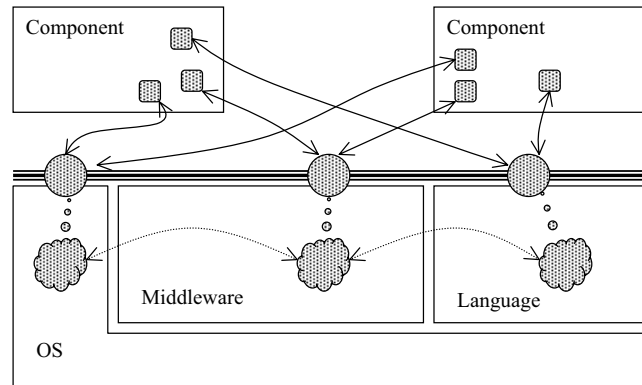 Component
Component
Middleware
Language
OS